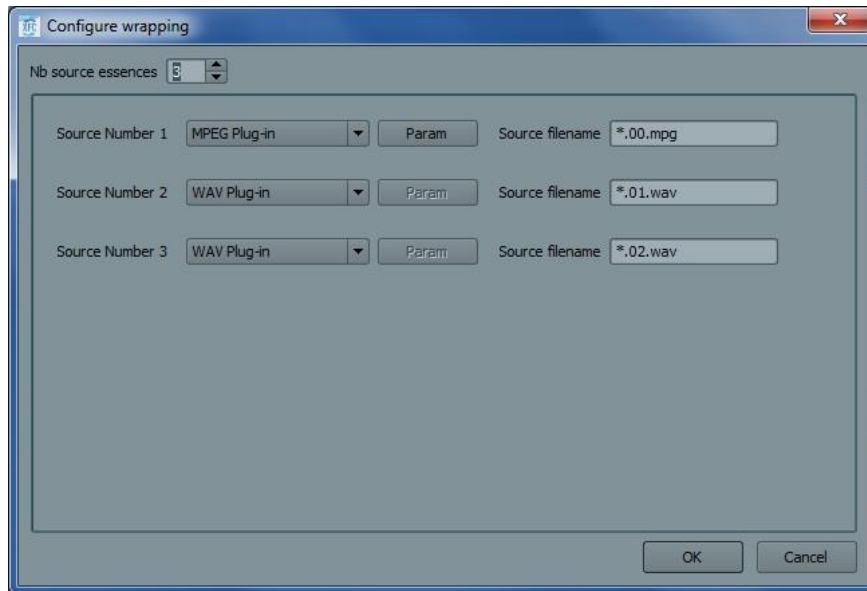 XFC Configure wrapping
Nb source essences 3
Source Number 1 MPEG Plug-in Param Source filename *.00.mpg
Source Number 2 WAV Plug-in Param Source filename *.01.wav
Source Number 3 WAV Plug-in Param Source filename *.02.wav
OK Cancel